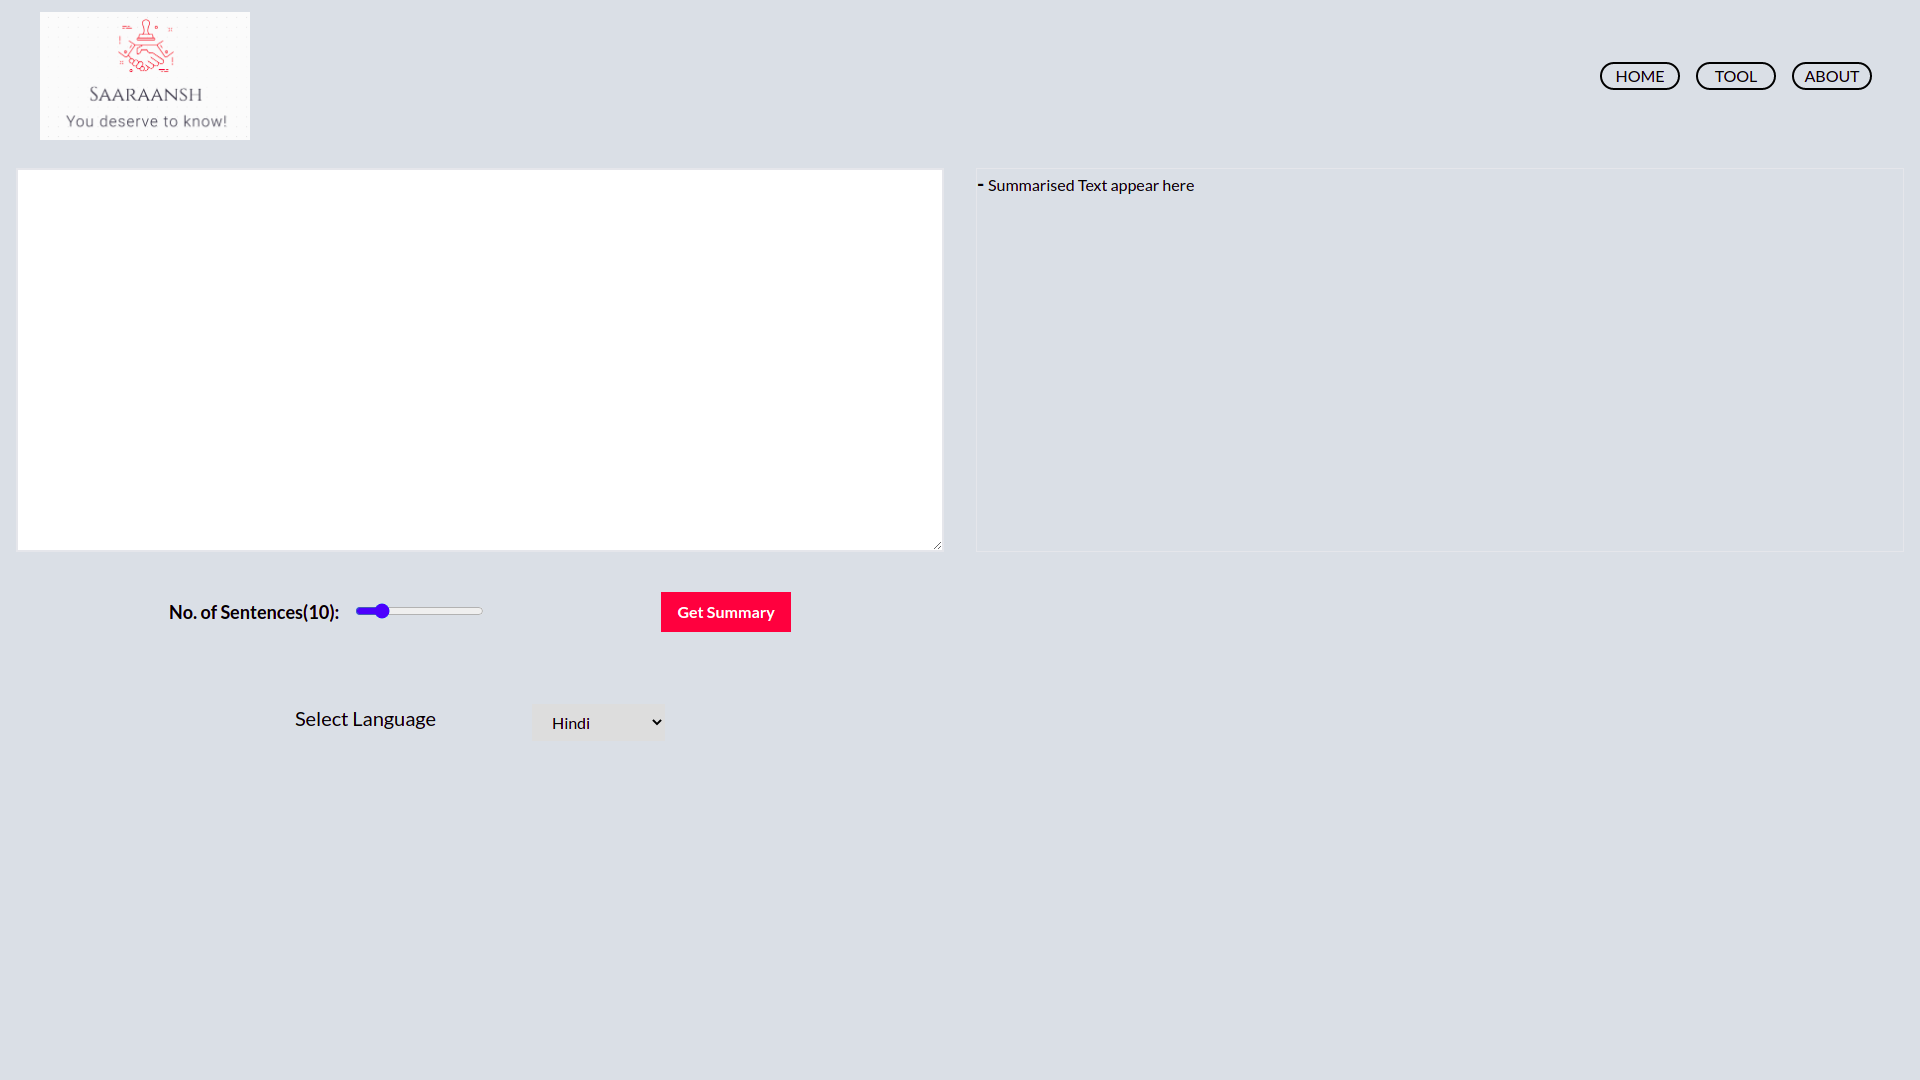 SAARAANSH
You deserve to know!
HOME
TOOL
ABOUT
- Summarised Text appear here
No. of Sentences(10):
Get Summary
Select Language
Hindi